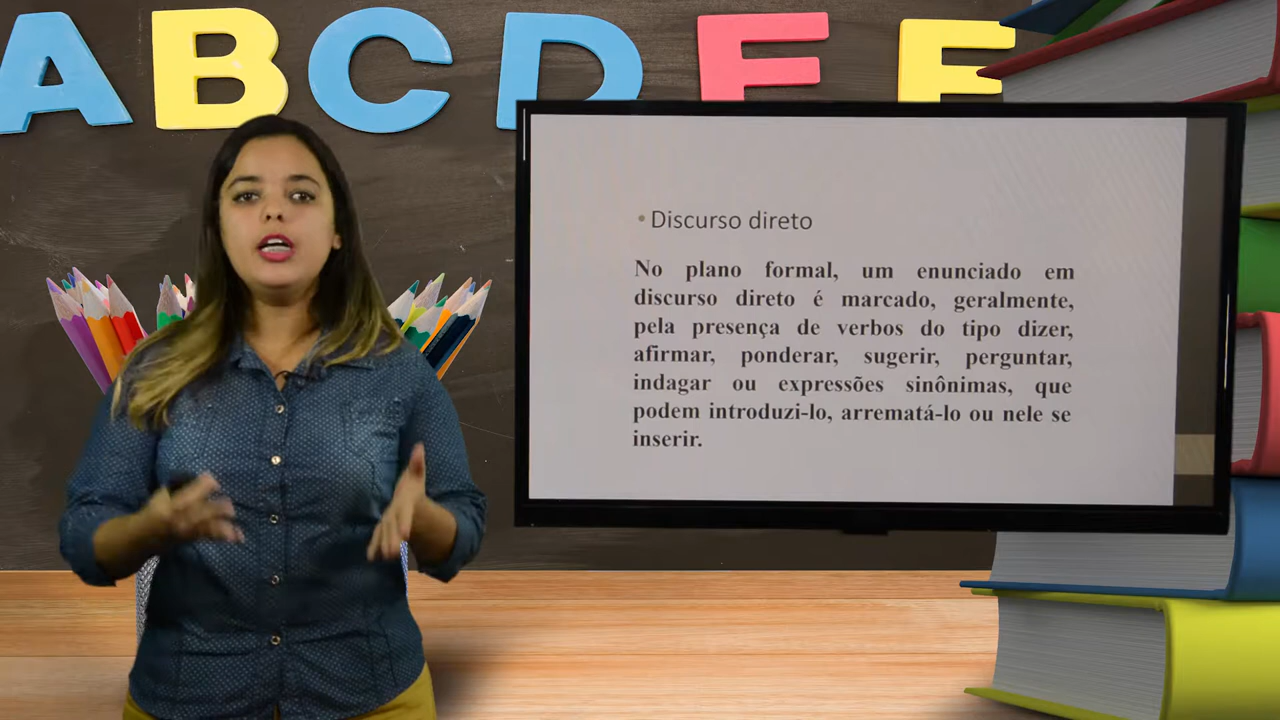 ABCDEF
• Discurso direto
No plano formal, um enunciado em
discurso direto é marcado, geralmente,
pela presença de verbos do tipo dizer,
afirmar, ponderar, sugerir, perguntar,
indagar ou expressões sinônimas, que
podem introduzi-lo, arrematá-lo ou nele se
inserir.